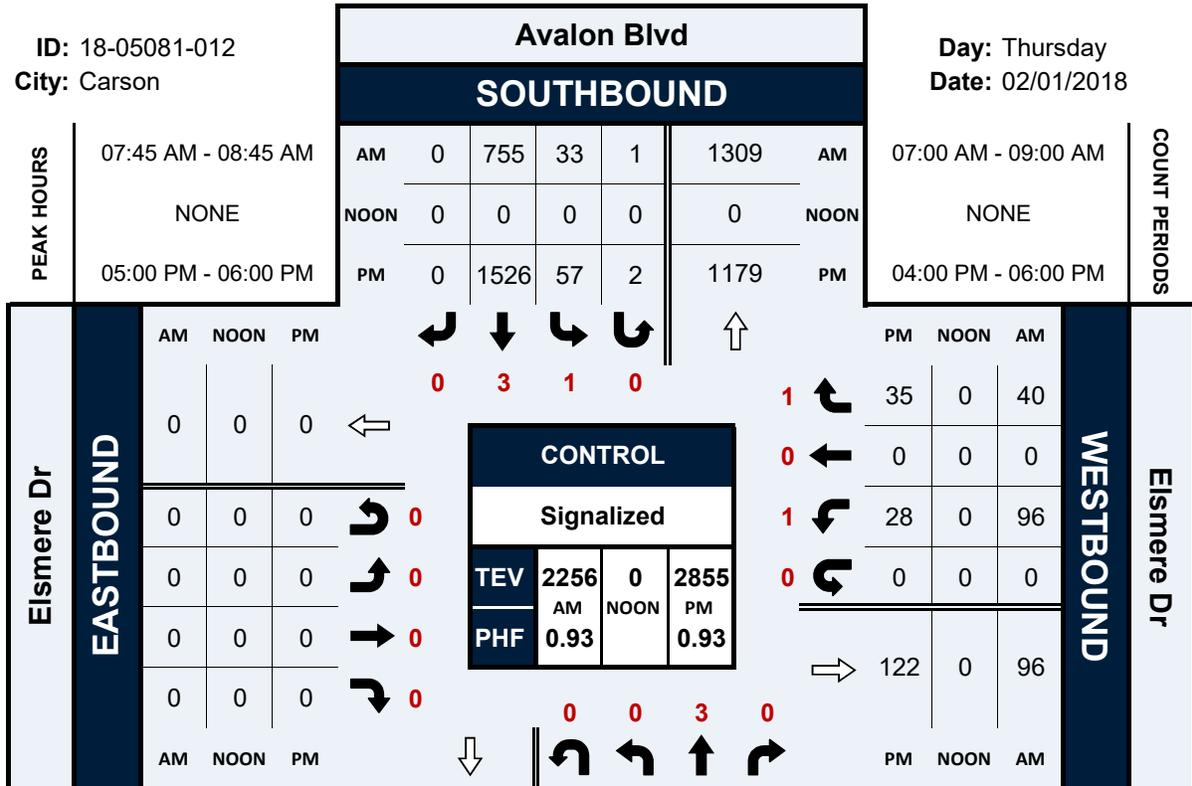 Avalon Blvd
ID: 18-05081-012
Day: Thursday
City: Carson
Date: 02/01/2018
SOUTHBOUND
PEAK HOURS
07:45 AM - 08:45 AM
NONE
05:00 PM - 06:00 PM
AM 0 755 33 1 1309 AM
NOON 0 0 0 0 0 NOON
PM 0 1526 57 2 1179 PM
07:00 AM - 09:00 AM
NONE
04:00 PM - 06:00 PM
COUNT PERIODS
0 3 1 0
Elsmere Dr
EASTBOUND
AM NOON PM
0 0 0
0 0 0 0
0 0 0 0
0 0 0 0
0 0 0 0
AM NOON PM
CONTROL
Signalized
TEV 2256 0 2855
AM NOON PM
PHF 0.93 0.93
PM NOON AM
1 35 0 40
0 0 0 0
1 28 0 96
0 0 0 0
122 0 96
PM NOON AM
WESTBOUND
Elsmere Dr
0 0 3 0